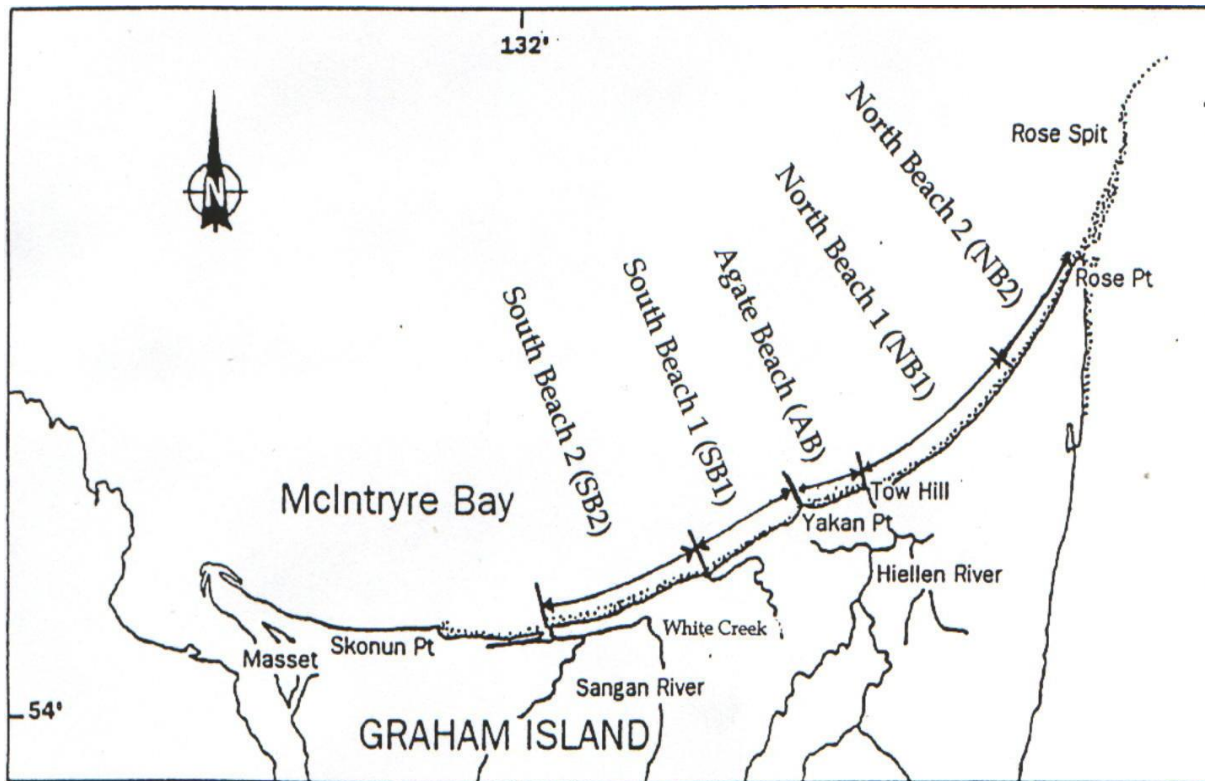 132'
N
North Beach 2 (NB2)
Rose Spit
North Beach 1 (NB1)
Agate Beach (AB)
South Beach 1 (SB1)
South Beach 2 (SB2)
Rose Pt
McIntryre Bay
Tow Hill
Yakan Pt
Hiellen River
White Creek
Skonun Pt
Masset
Sangan River
54'
GRAHAM ISLAND